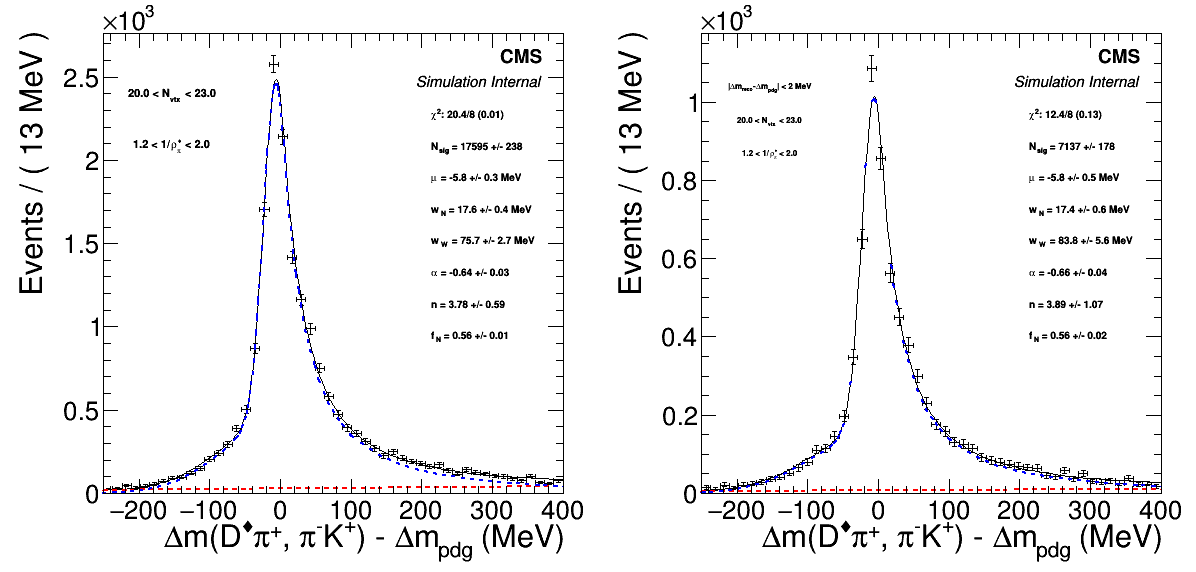 ×10³
CMS
Simulation Internal
20.0 < N_vtx < 23.0
1.2 < 1/ρ_π^♦ < 2.0
χ²: 20.4/8 (0.01)
N_sig = 17595 +/- 238
μ = -5.8 +/- 0.3 MeV
w_N = 17.6 +/- 0.4 MeV
w_W = 75.7 +/- 2.7 MeV
α = -0.64 +/- 0.03
n = 3.78 +/- 0.59
f_N = 0.56 +/- 0.01
Events / ( 13 MeV )
2.5
2
1.5
1
0.5
0
−200 −100 0 100 200 300 400
Δm(D♦π⁺, π⁻K⁺) - Δm_pdg (MeV)
×10³
CMS
Simulation Internal
|Δm_reco-Δm_pdg| < 2 MeV
20.0 < N_vtx < 23.0
1.2 < 1/ρ_π^♦ < 2.0
χ²: 12.4/8 (0.13)
N_sig = 7137 +/- 178
μ = -5.8 +/- 0.5 MeV
w_N = 17.4 +/- 0.6 MeV
w_W = 83.8 +/- 5.6 MeV
α = -0.66 +/- 0.04
n = 3.89 +/- 1.07
f_N = 0.56 +/- 0.02
Events / ( 13 MeV )
1
0.8
0.6
0.4
0.2
0
−200 −100 0 100 200 300 400
Δm(D♦π⁺, π⁻K⁺) - Δm_pdg (MeV)